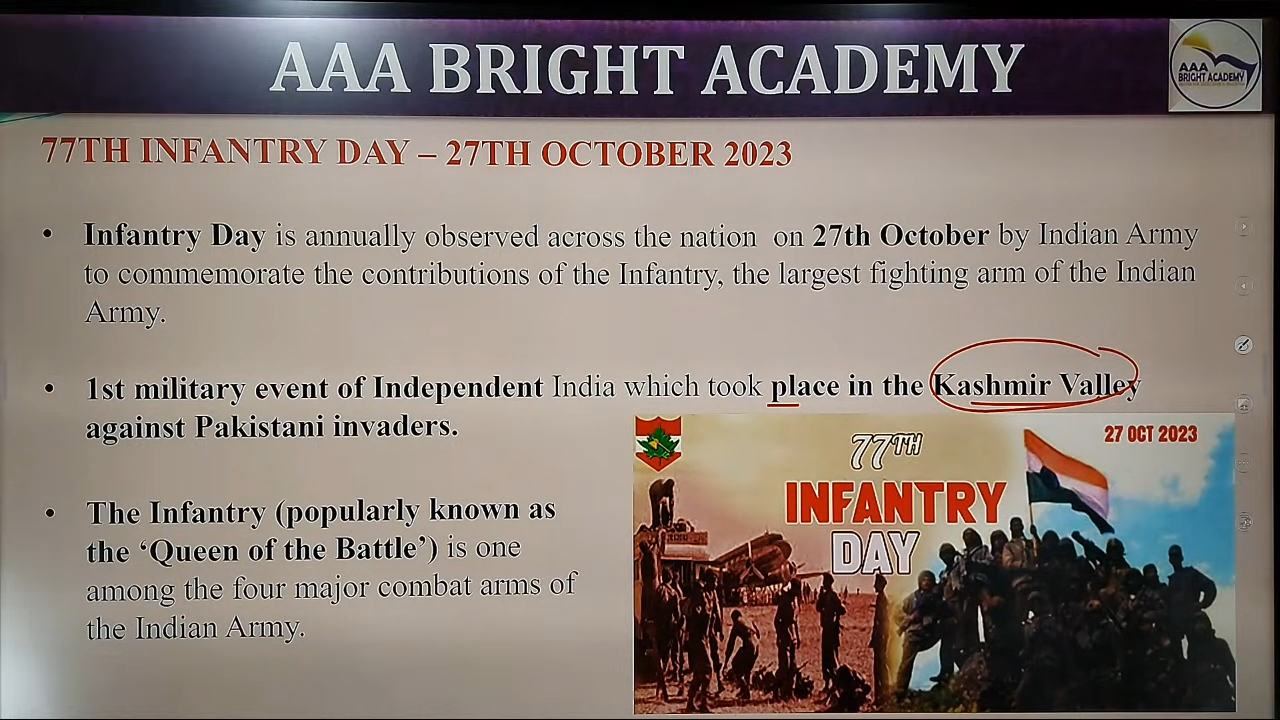 AAA BRIGHT ACADEMY
AAA
BRIGHT ACADEMY
77TH INFANTRY DAY – 27TH OCTOBER 2023
• Infantry Day is annually observed across the nation on 27th October by Indian Army
to commemorate the contributions of the Infantry, the largest fighting arm of the Indian
Army.
• 1st military event of Independent India which took place in the Kashmir Valley
against Pakistani invaders.
• The Infantry (popularly known as
the ‘Queen of the Battle’) is one
among the four major combat arms of
the Indian Army.
77TH
INFANTRY
DAY
27 OCT 2023